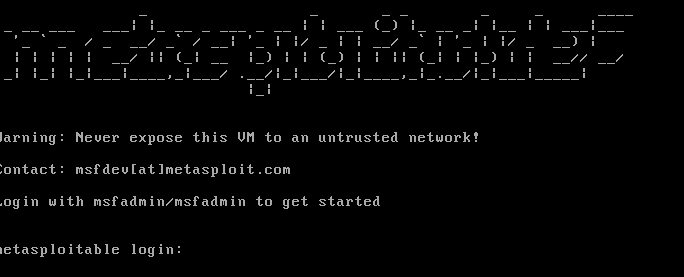 metasploitable2
Warning: Never expose this VM to an untrusted network!
Contact: msfdev[at]metasploit.com
Login with msfadmin/msfadmin to get started
metasploitable login: